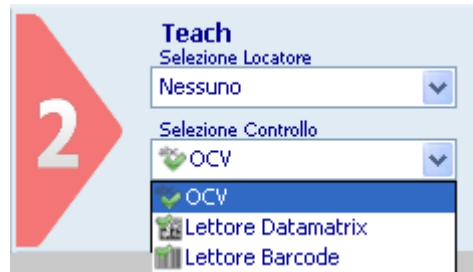 2
Teach
Selezione Locatore
Nessuno
Selezione Controllo
OCV
OCV
Lettore Datamatrix
Lettore Barcode